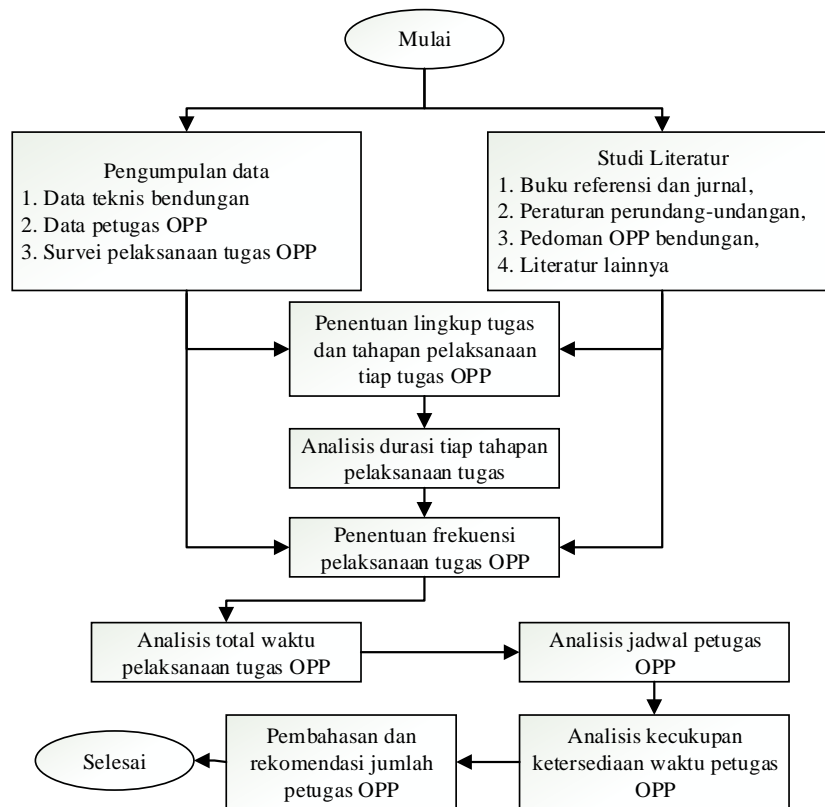 Mulai
Pengumpulan data
1. Data teknis bendungan
2. Data petugas OPP
3. Survei pelaksanaan tugas OPP
Studi Literatur
1. Buku referensi dan jurnal,
2. Peraturan perundang-undangan,
3. Pedoman OPP bendungan,
4. Literatur lainnya
Penentuan lingkup tugas
dan tahapan pelaksanaan
tiap tugas OPP
Analisis durasi tiap tahapan
pelaksanaan tugas
Penentuan frekuensi
pelaksanaan tugas OPP
Analisis total waktu
pelaksanaan tugas OPP
Analisis jadwal petugas
OPP
Analisis kecukupan
ketersediaan waktu petugas
OPP
Pembahasan dan
rekomendasi jumlah
petugas OPP
Selesai